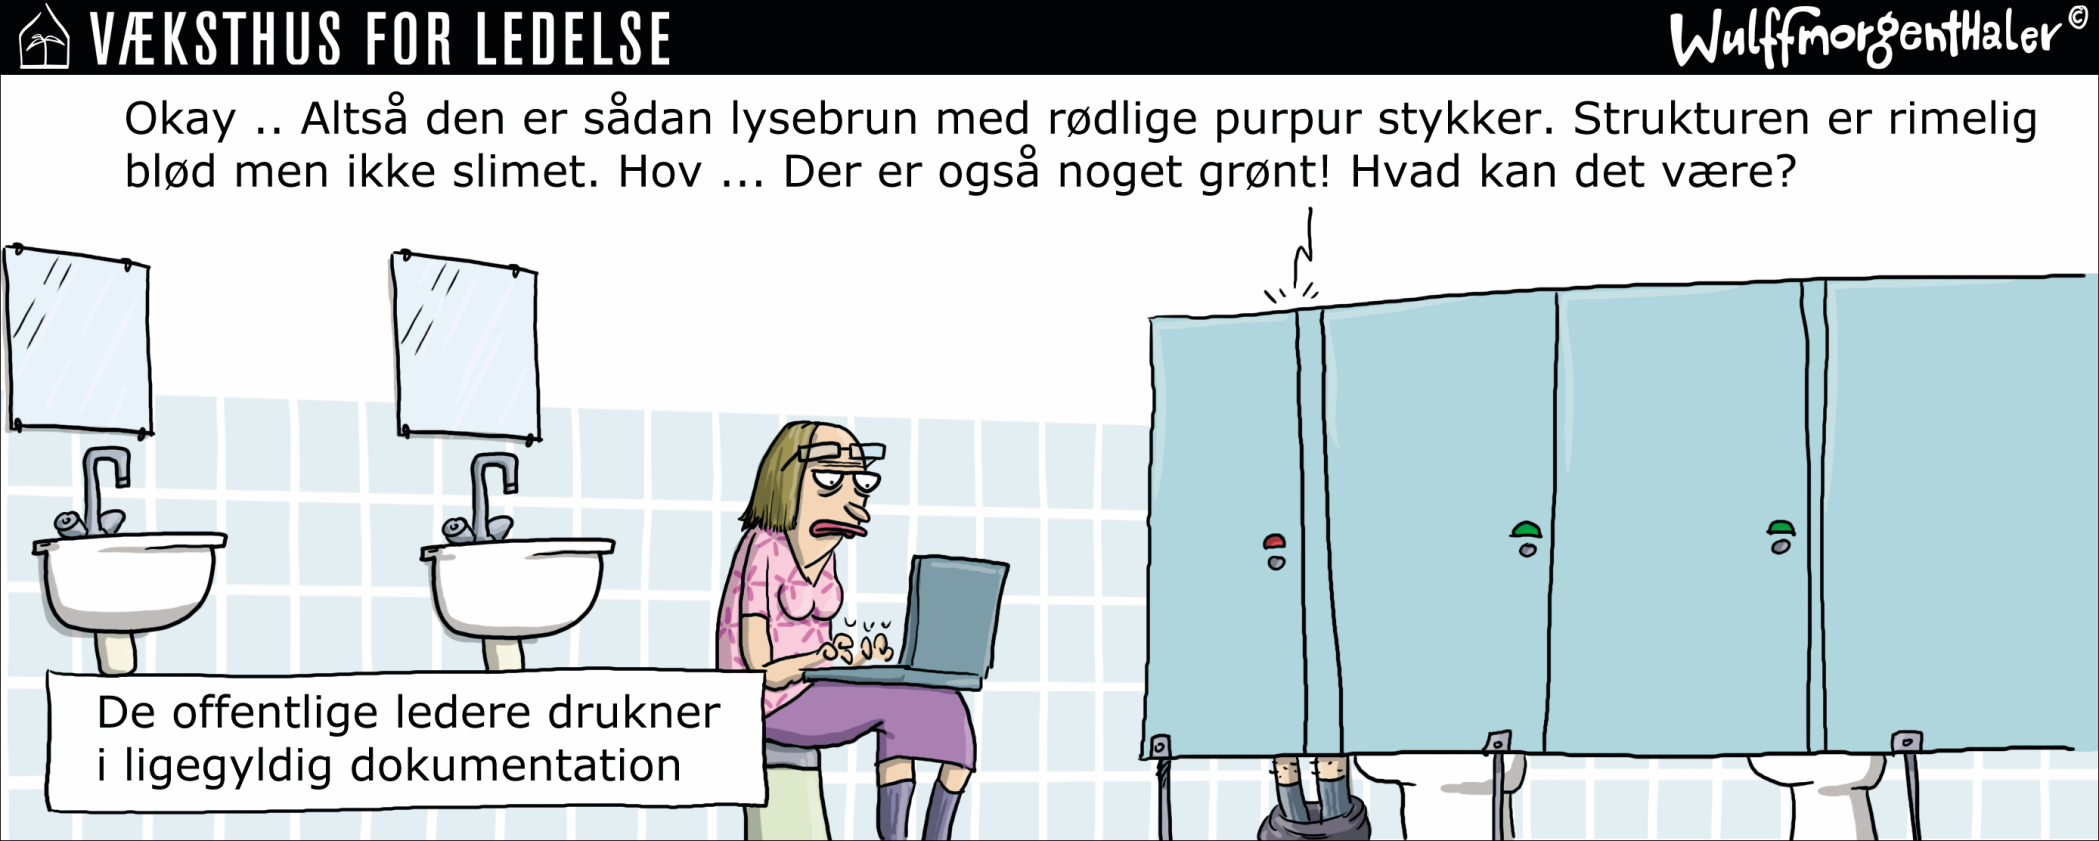 VÆKSTHUS FOR LEDELSE
Wulffmorgenthaler ©
Okay .. Altså den er sådan lysebrun med rødlige purpur stykker. Strukturen er rimelig
blød men ikke slimet. Hov ... Der er også noget grønt! Hvad kan det være?
De offentlige ledere drukner
i ligegyldig dokumentation